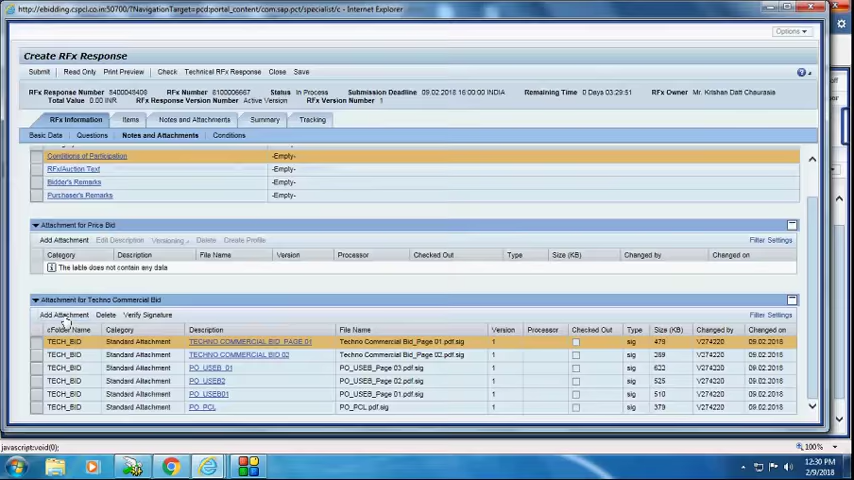 http://ebidding.cspcl.co.in:50700/?NavigationTarget=pcd:portal_content/com.sap.pct/specialist/c - Internet Explorer
Options
Create RFx Response
Submit Read Only Print Preview Check Technical RFx Response Close Save
RFx Response Number 8400048408 RFx Number 8100006667 Status In Process Submission Deadline 09.02.2018 16:00:00 INDIA Remaining Time 0 Days 03:29:51 RFx Owner Mr. Krishan Datt Chaurasia
Total Value 0.00 INR RFx Response Version Number Active Version RFx Version Number 1
RFx Information Items Notes and Attachments Summary Tracking
Basic Data Questions Notes and Attachments Conditions
Conditions of Participation -Empty-
RFx/Auction Text -Empty-
Bidder's Remarks -Empty-
Purchaser's Remarks -Empty-
Attachment for Price Bid
Add Attachment Edit Description Versioning Delete Create Profile Filter Settings
Category Description File Name Version Processor Checked Out Type Size (KB) Changed by Changed on
The table does not contain any data
Attachment for Techno Commercial Bid
Add Attachment Delete Verify Signature Filter Settings
cFolder Name Category Description File Name Version Processor Checked Out Type Size (KB) Changed by Changed on
TECH_BID Standard Attachment TECHNO COMMERCIAL BID_PAGE 01 Techno Commercial Bid_Page 01.pdf.sig 1 sig 479 V274220 09.02.2018
TECH_BID Standard Attachment TECHNO COMMERCIAL BID 02 Techno Commercial Bid_Page 02.pdf.sig 1 sig 269 V274220 09.02.2018
TECH_BID Standard Attachment PO_USEB_01 PO_USEB_Page 03.pdf.sig 1 sig 622 V274220 09.02.2018
TECH_BID Standard Attachment PO_USEB2 PO_USEB_Page 02.pdf.sig 1 sig 525 V274220 09.02.2018
TECH_BID Standard Attachment PO_USEB01 PO_USEB_Page 01.pdf.sig 1 sig 510 V274220 09.02.2018
TECH_BID Standard Attachment PO_PCL PO_PCL.pdf.sig 1 sig 379 V274220 09.02.2018
javascript:void(0);
100%
12:30 PM
2/9/2018